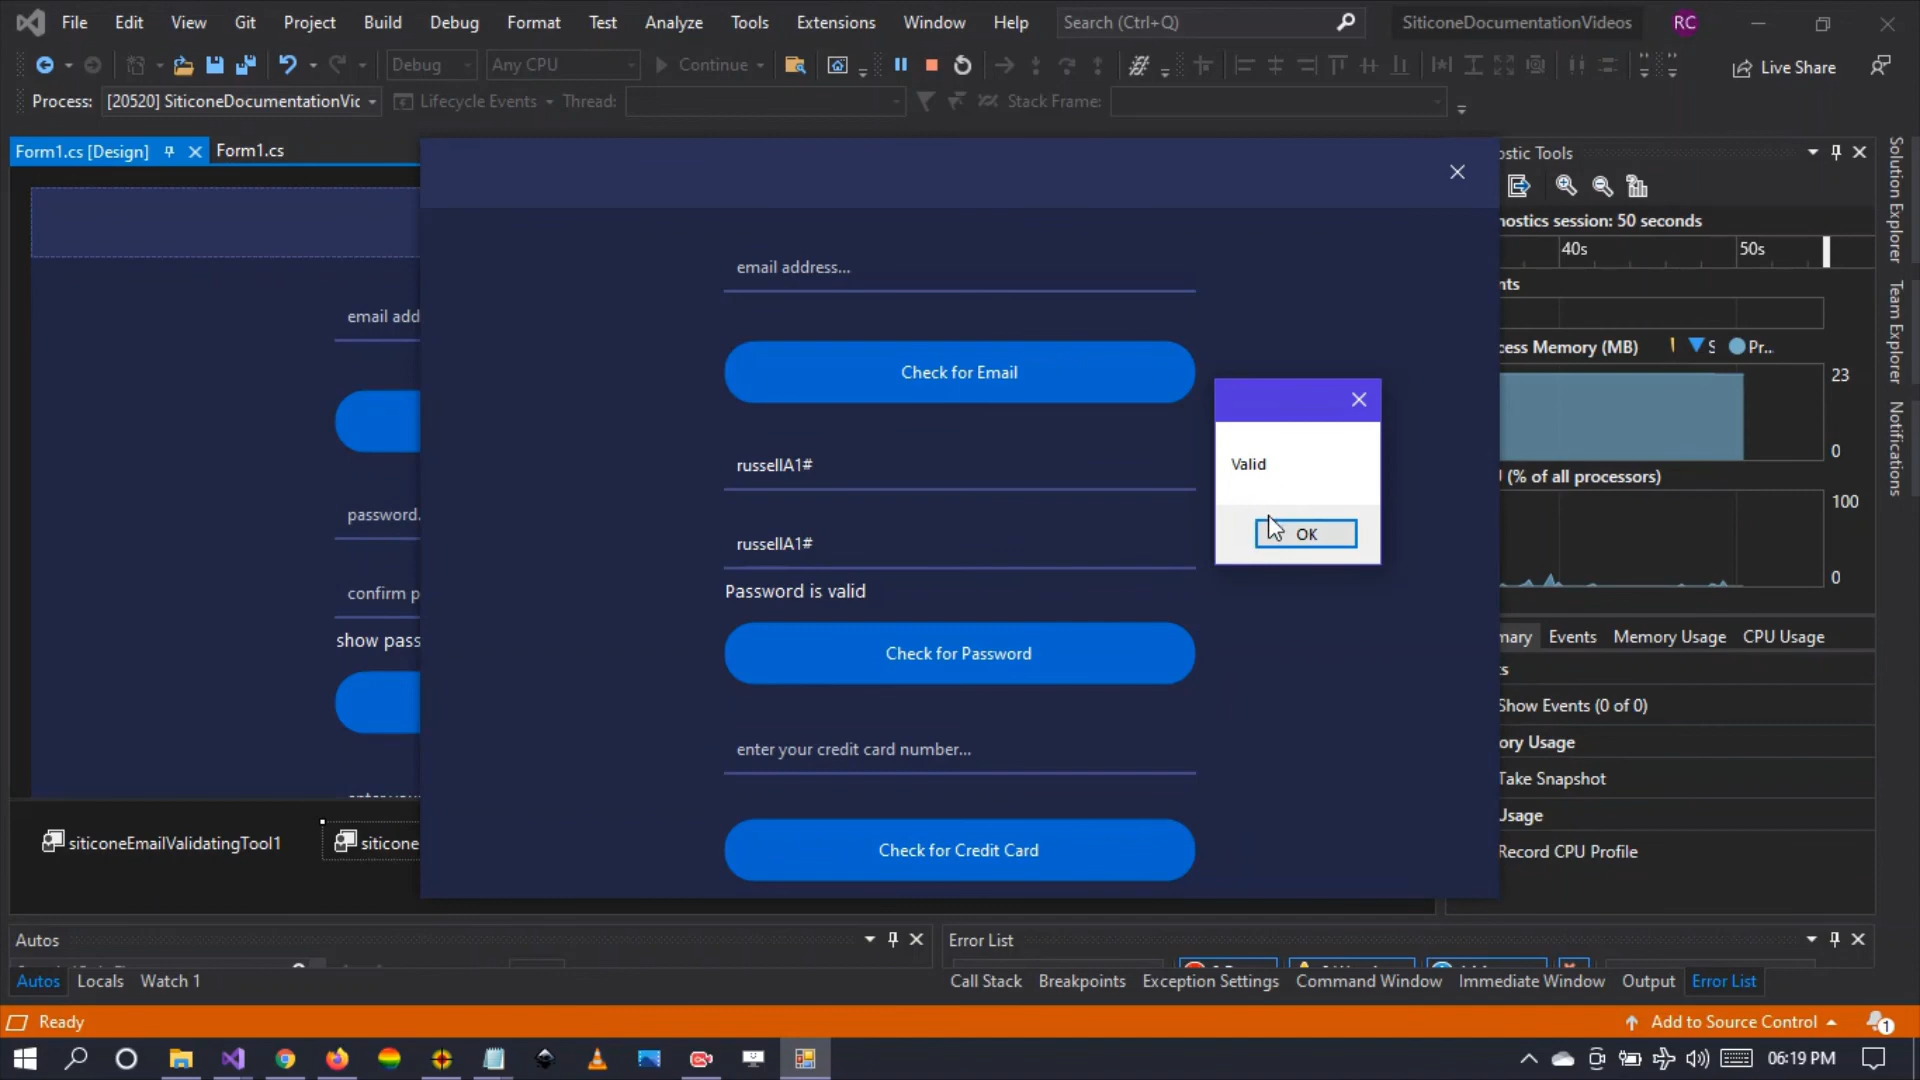 File Edit View Git Project Build Debug Format Test Analyze Tools Extensions Window Help Search (Ctrl+Q) SiticoneDocumentationVideos RC
Debug Any CPU Continue Live Share
Process: [20520] SiticoneDocumentationVic Lifecycle Events Thread: Stack Frame:
Form1.cs [Design] Form1.cs
ostic Tools
nostics session: 50 seconds
40s 50s
nts
cess Memory (MB) S Pr...
23
0
(% of all processors)
100
0
mary Events Memory Usage CPU Usage
ts
Show Events (0 of 0)
ory Usage
Take Snapshot
Usage
Record CPU Profile
Solution Explorer
Team Explorer
Notifications
email add
password.
confirm p
show pass
email address...
Check for Email
russellA1#
russellA1#
Password is valid
Check for Password
enter your credit card number...
Check for Credit Card
Valid
OK
siticoneEmailValidatingTool1 siticone
Autos
Autos Locals Watch 1
Error List
Call Stack Breakpoints Exception Settings Command Window Immediate Window Output Error List
Ready Add to Source Control 1
06:19 PM